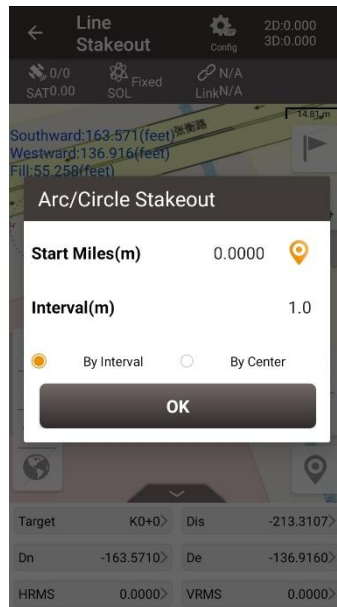 Line
Stakeout
Config
2D:0.000
3D:0.000
0/0
SAT0.00
SOL
Fixed
N/A
LinkN/A
14.81m
张衡路
Southward:163.571(feet)
Westward:136.916(feet)
Fill:55.258(feet)
Arc/Circle Stakeout
Start Miles(m) 0.0000
Interval(m) 1.0
By Interval By Center
OK
Target K0+0> Dis -213.3107>
Dn -163.5710> De -136.9160>
HRMS 0.0000> VRMS 0.0000>